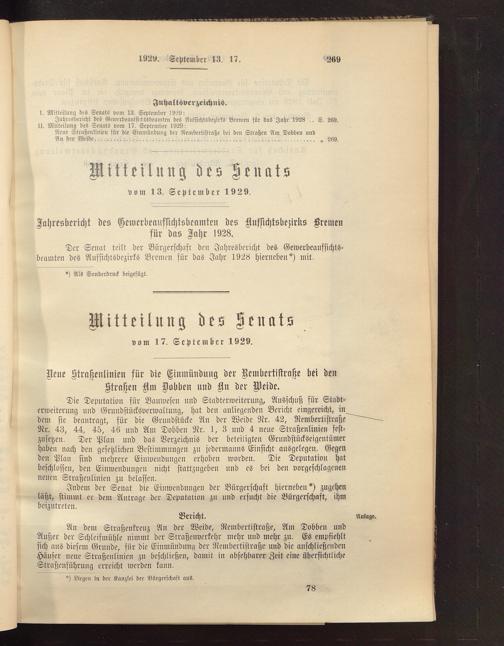 1929. September 13. 17.
269
Inhaltsverzeichnis.
I. Mitteilung des Senats vom 13. September 1929:
Jahresbericht des Gewerbeaufsichtsbeamten des Aufsichtsbezirks Bremen für das Jahr 1928 .. S. 269.
II. Mitteilung des Senats vom 17. September 1929:
Neue Straßenlinien für die Einmündung der Rembertistraße bei den Straßen Am Dobben und
An der Weide „ 269.
Mitteilung des Senats
vom 13. September 1929.
Jahresbericht des Gewerbeaufsichtsbeamten des Aufsichtsbezirks Bremen
für das Jahr 1928.
Der Senat teilt der Bürgerschaft den Jahresbericht des Gewerbeaufsichts-
beamten des Aufsichtsbezirks Bremen für das Jahr 1928 hierneben*) mit.
*) Als Sonderdruck beigefügt.
Mitteilung des Senats
vom 17. September 1929.
Neue Straßenlinien für die Einmündung der Rembertistraße bei den
Straßen Am Dobben und An der Weide.
Die Deputation für Bauwesen und Stadterweiterung, Ausschuß für Stadt-
erweiterung und Grundstücksverwaltung, hat den anliegenden Bericht eingereicht, in
dem sie beantragt, für die Grundstücke An der Weide Nr. 42, Rembertistraße
Nr. 43, 44, 45, 46 und Am Dobben Nr. 1, 3 und 4 neue Straßenlinien fest-
zusetzen. Der Plan und das Verzeichnis der beteiligten Grundstückseigentümer
haben nach den gesetzlichen Bestimmungen zu jedermanns Einsicht ausgelegen. Gegen
den Plan sind mehrere Einwendungen erhoben worden. Die Deputation hat
beschlossen, den Einwendungen nicht stattzugeben und es bei den vorgeschlagenen
neuen Straßenlinien zu belassen.
Indem der Senat die Einwendungen der Bürgerschaft hierneben*) zugehen
läßt, stimmt er dem Antrage der Deputation zu und ersucht die Bürgerschaft, ihm
beizutreten.
Bericht.
Anlage.
An dem Straßenkreuz An der Weide, Rembertistraße, Am Dobben und
Außer der Schleifmühle nimmt der Straßenverkehr mehr und mehr zu. Es empfiehlt
sich aus diesem Grunde, für die Einmündung der Rembertistraße und die anschließenden
Häuser neue Straßenlinien zu beschließen, damit in absehbarer Zeit eine übersichtliche
Straßenführung erreicht werden kann.
*) Liegen in der Kanzlei der Bürgerschaft aus.
78